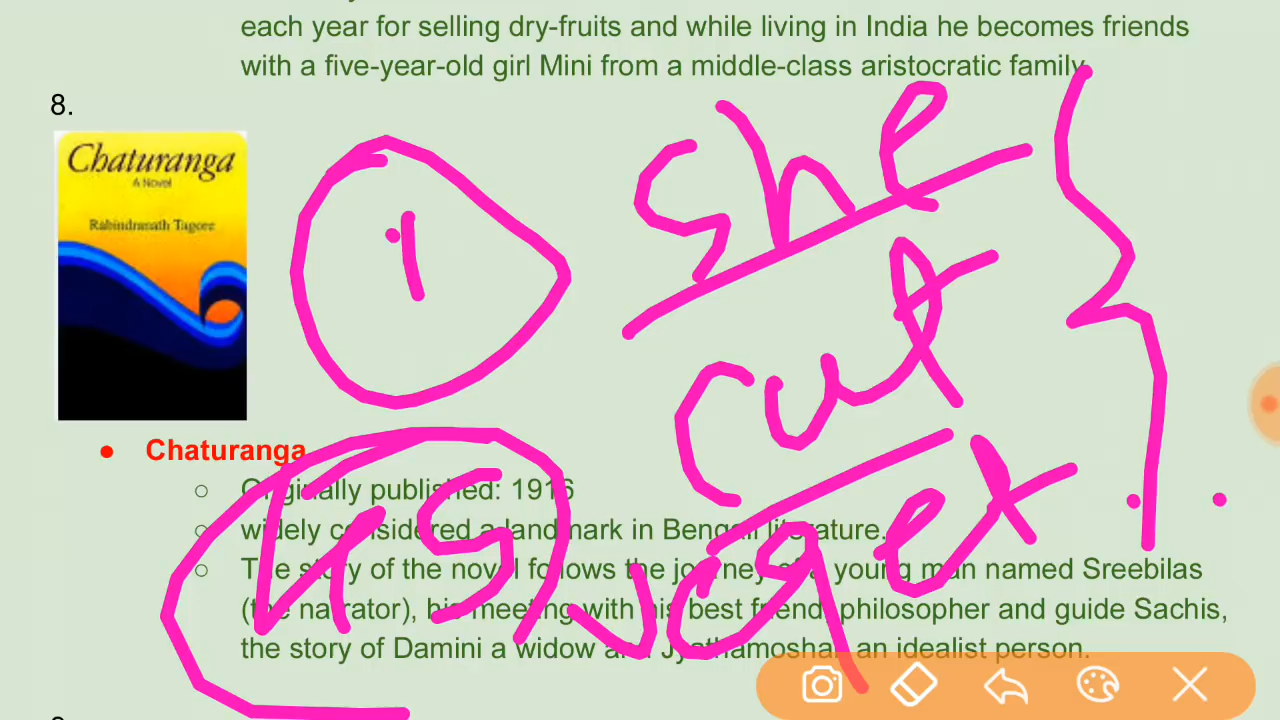 each year for selling dry-fruits and while living in India he becomes friends
with a five-year-old girl Mini from a middle-class aristocratic family
8.
Chaturanga
A Novel
Rabindranath Tagore
she
1
cut
Chaturanga
Originally published: 1916
widely considered a landmark in Bengali literature.
The story of the novel follows the journey of a young man named Sreebilas
(the narrator), his meeting with his best friend, philosopher and guide Sachis,
the story of Damini a widow and Jyathamoshai, an idealist person.